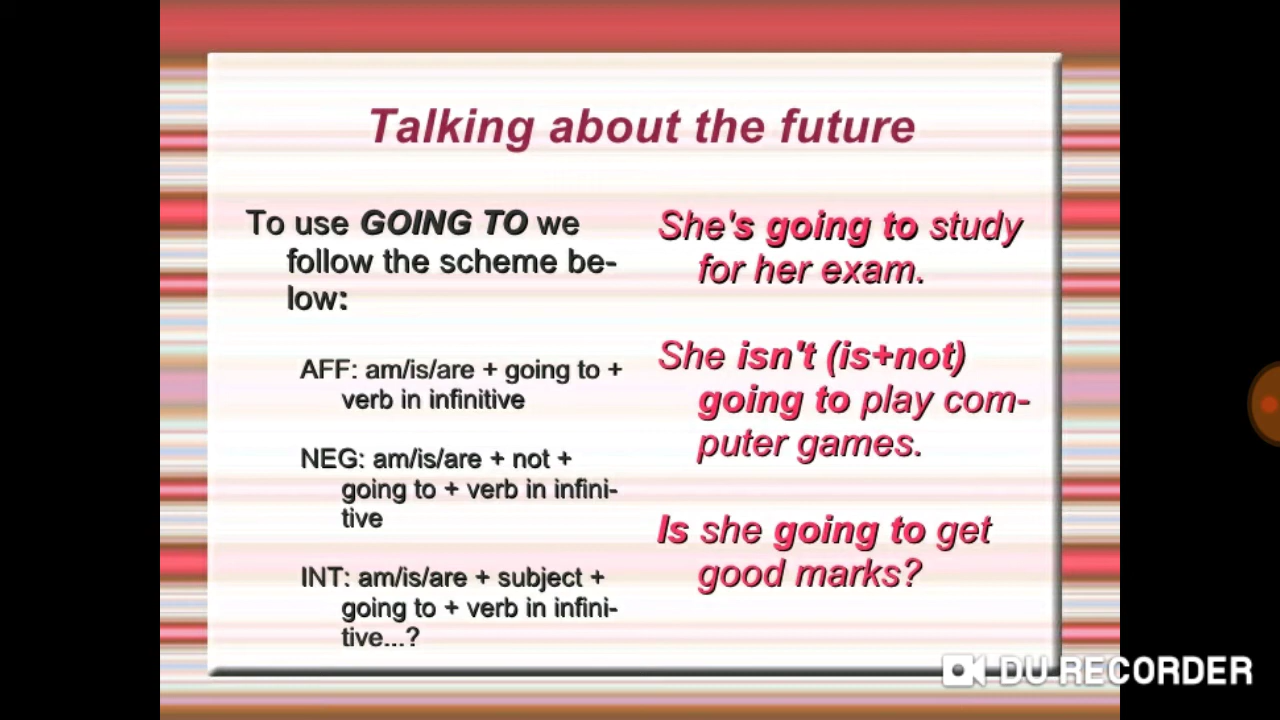 Talking about the future
To use GOING TO we
follow the scheme be-
low:
AFF: am/is/are + going to +
verb in infinitive
NEG: am/is/are + not +
going to + verb in infini-
tive
INT: am/is/are + subject +
going to + verb in infini-
tive...?
She's going to study
for her exam.
She isn't (is+not)
going to play com-
puter games.
Is she going to get
good marks?
DU RECORDER